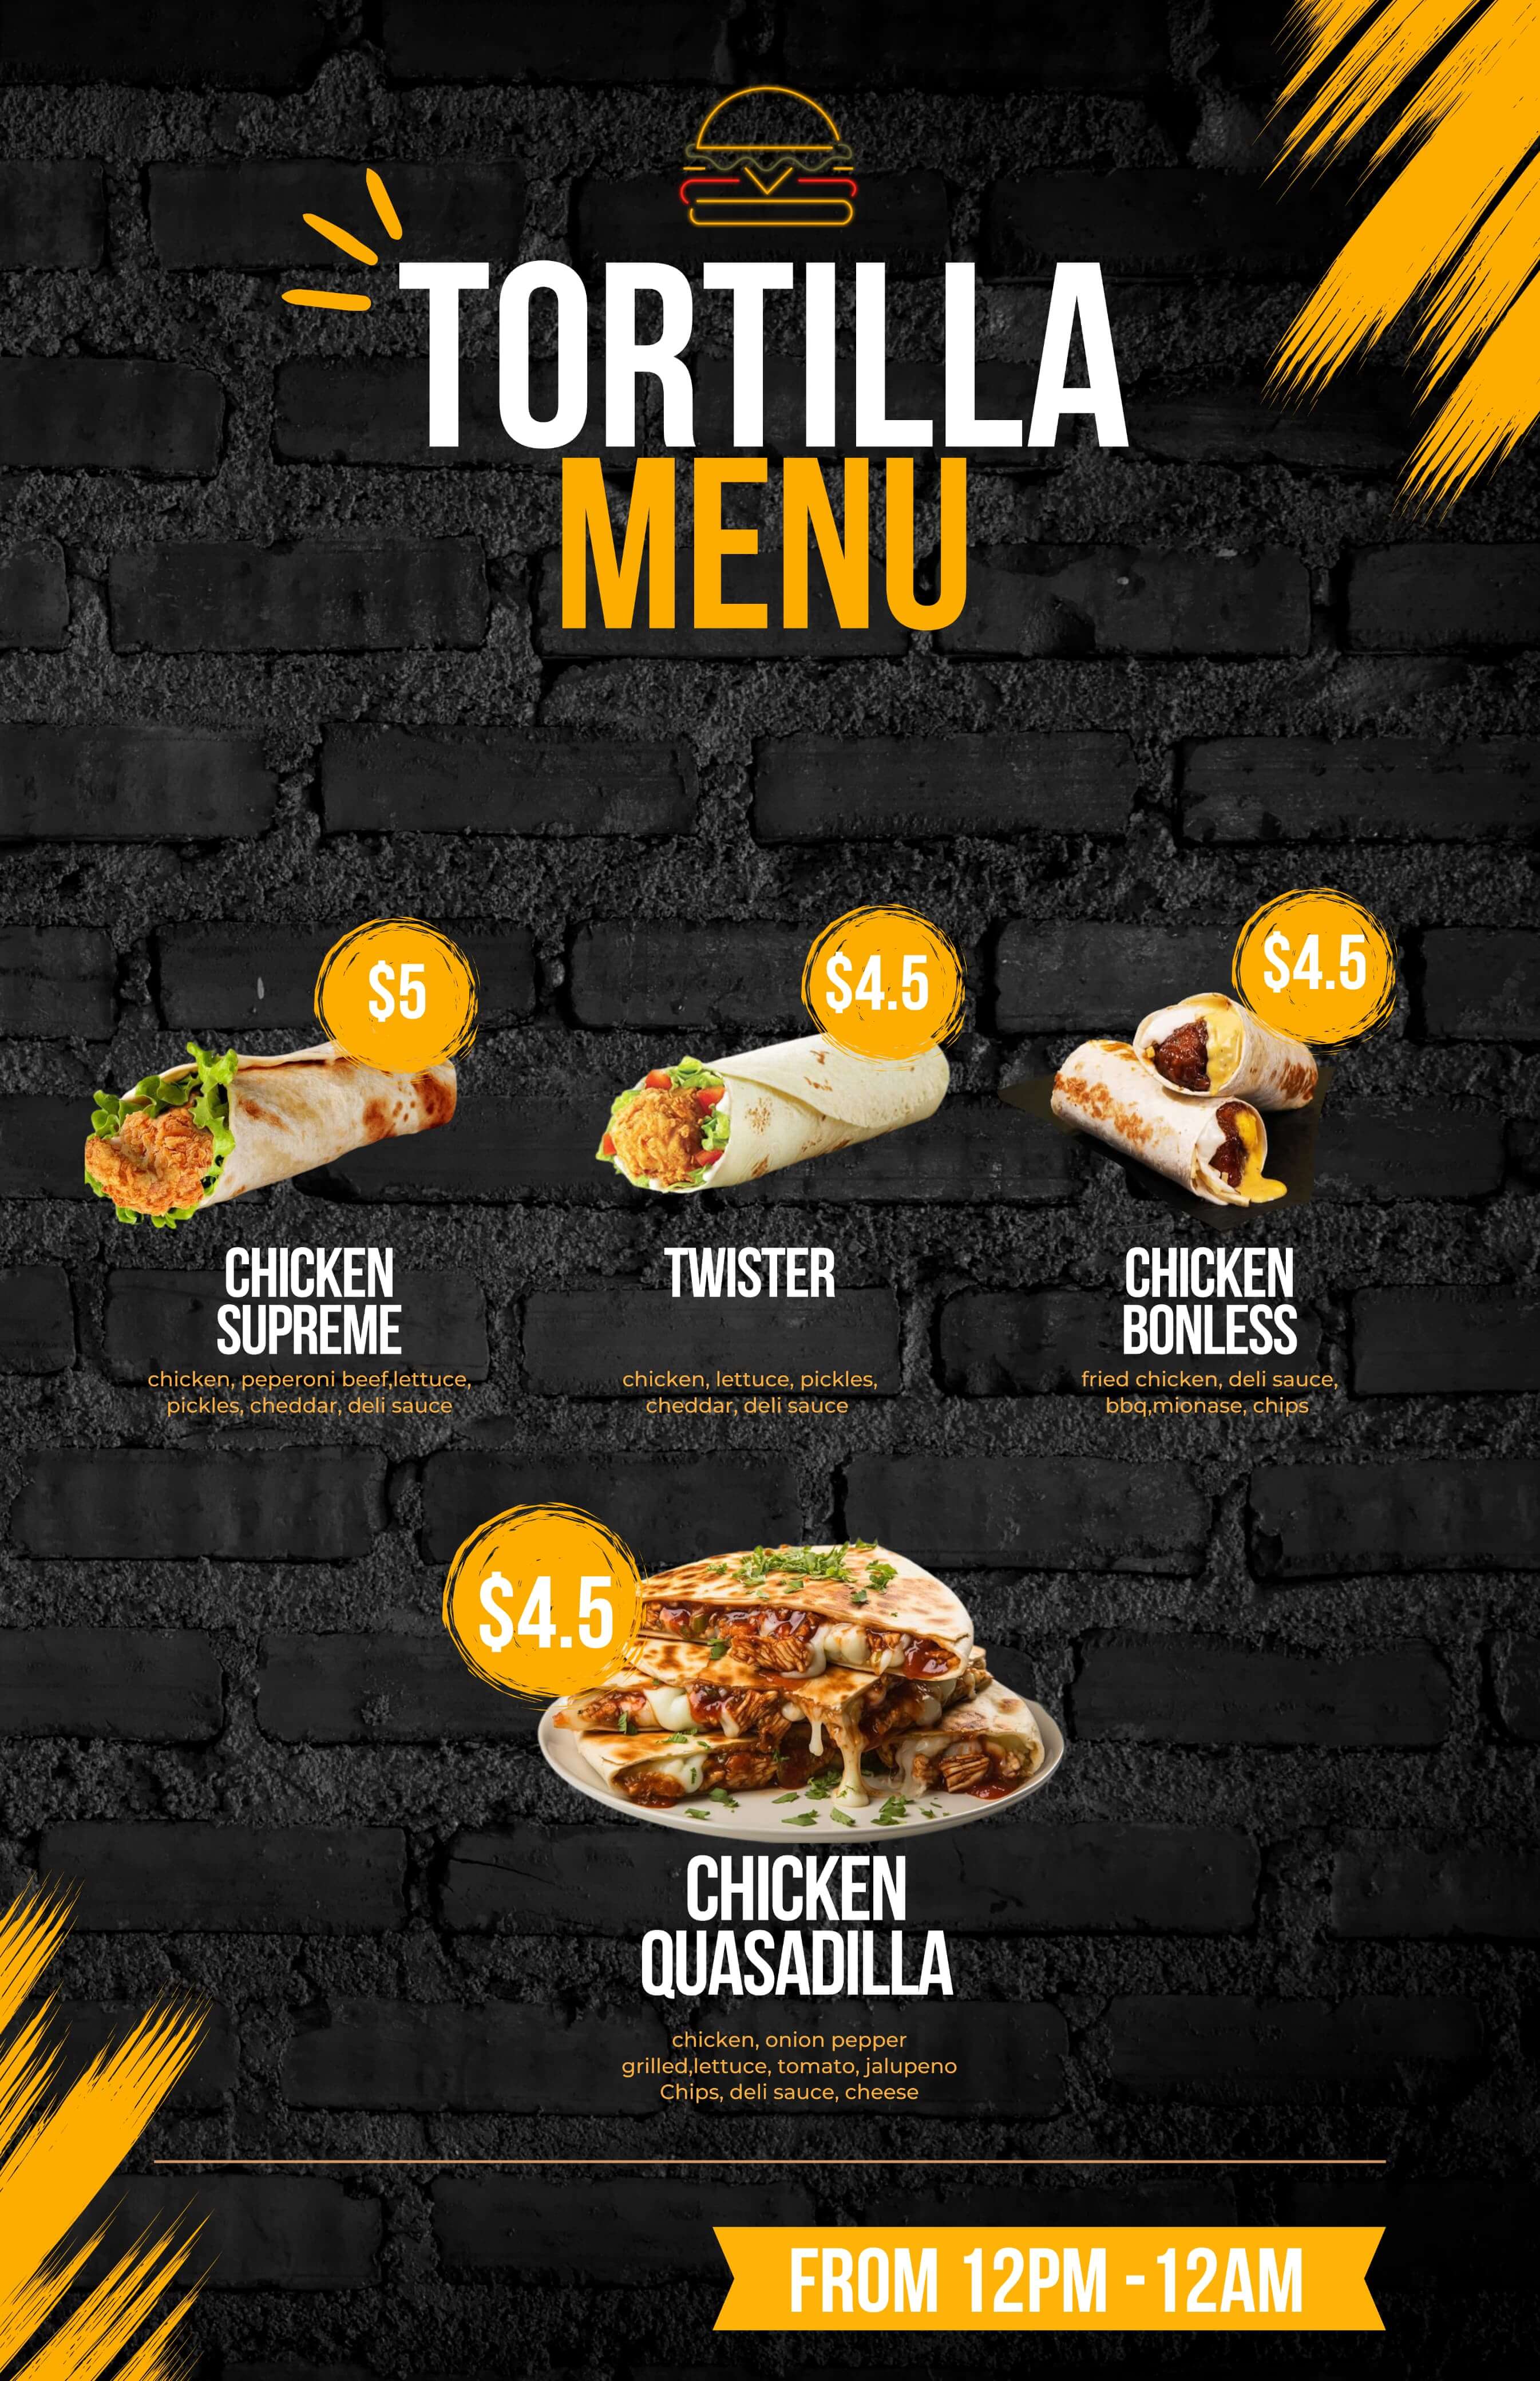 TORTILLA
MENU
$5
$4.5
$4.5
CHICKEN
SUPREME
chicken, peperoni beef,lettuce,
pickles, cheddar, deli sauce
TWISTER
chicken, lettuce, pickles,
cheddar, deli sauce
CHICKEN
BONLESS
fried chicken, deli sauce,
bbq,mionase, chips
$4.5
CHICKEN
QUASADILLA
chicken, onion pepper
grilled,lettuce, tomato, jalupeno
Chips, deli sauce, cheese
FROM 12PM -12AM